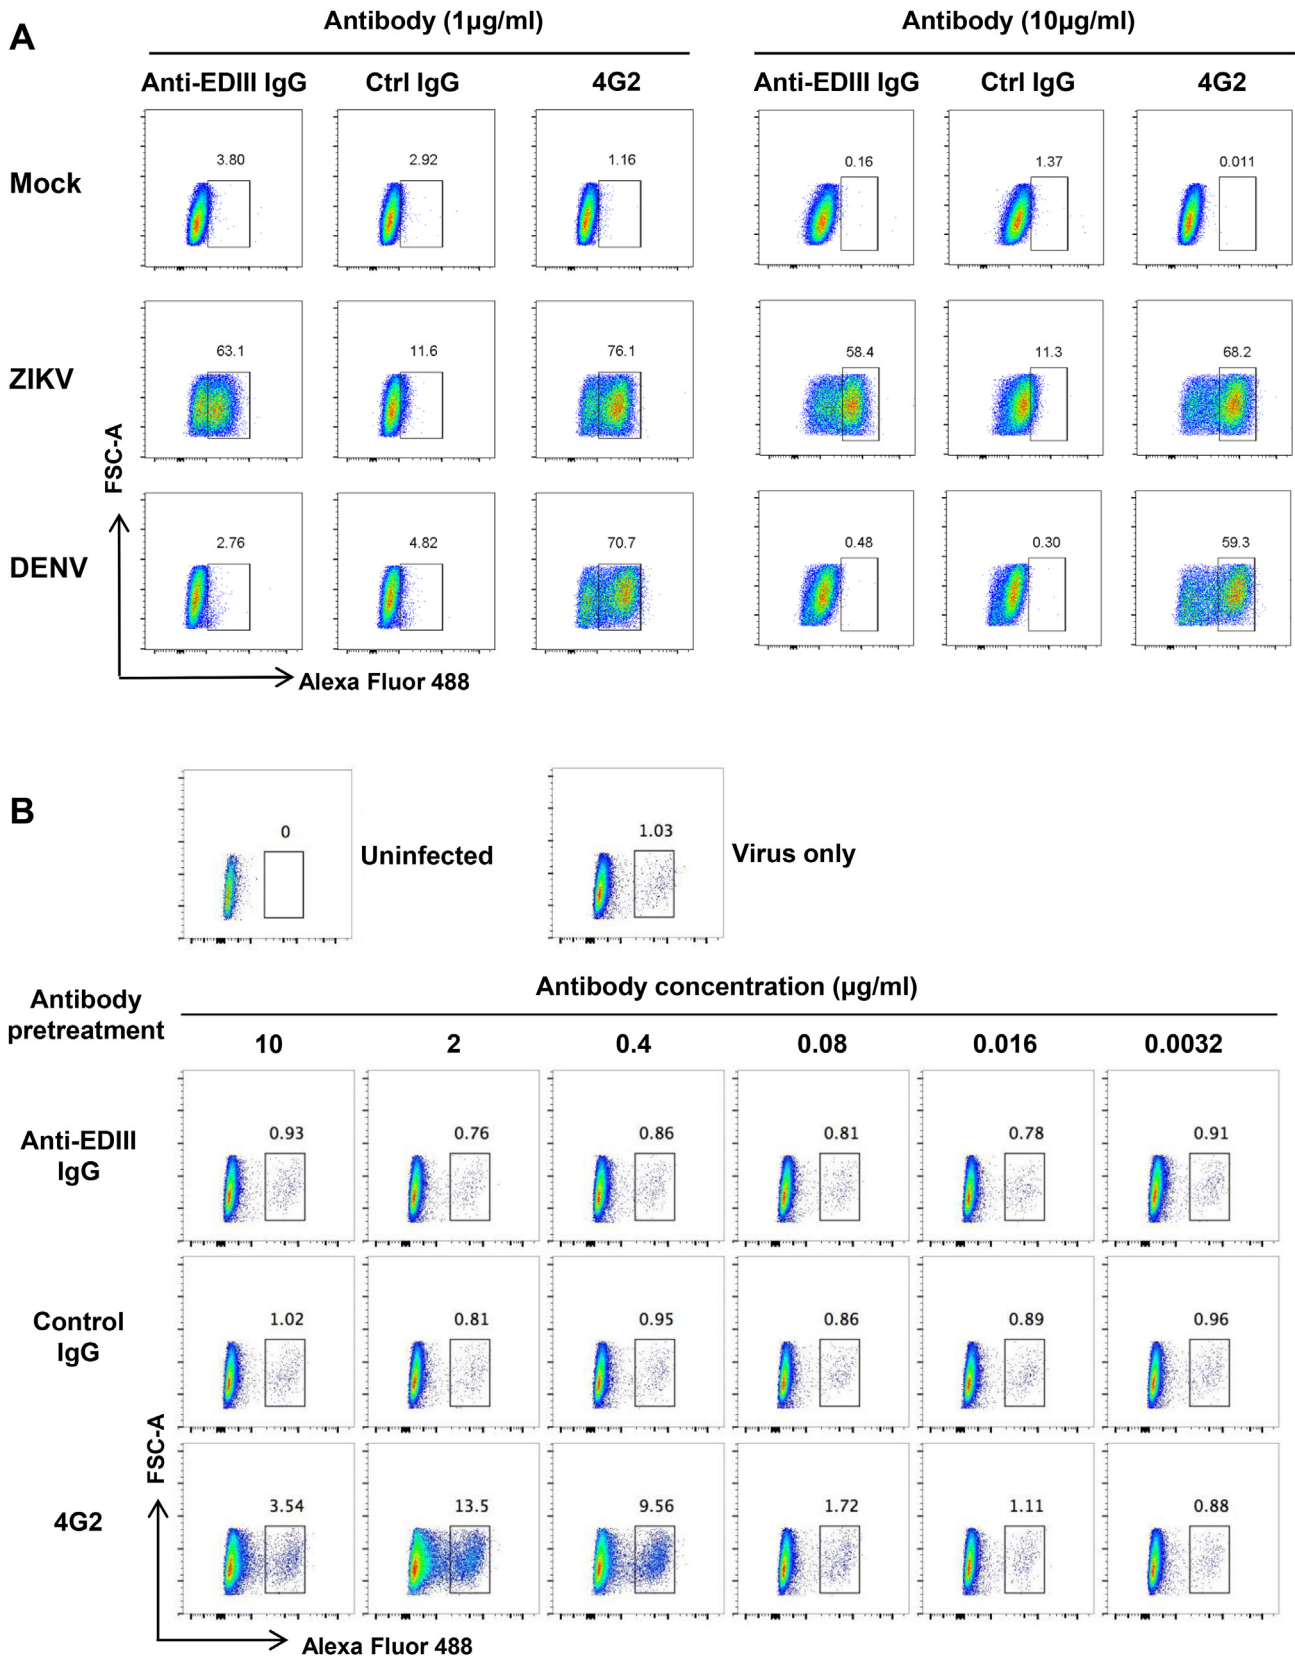 A
Antibody (1µg/ml)
Antibody (10µg/ml)
Anti-EDIII IgG
Ctrl IgG
4G2
Anti-EDIII IgG
Ctrl IgG
4G2
Mock
3.80
2.92
1.16
0.16
1.37
0.011
ZIKV
63.1
11.6
76.1
58.4
11.3
68.2
DENV
2.76
4.82
70.7
0.48
0.30
59.3
FSC-A
Alexa Fluor 488
B
0
Uninfected
1.03
Virus only
Antibody
pretreatment
Antibody concentration (µg/ml)
10
2
0.4
0.08
0.016
0.0032
Anti-EDIII
IgG
0.93
0.76
0.86
0.81
0.78
0.91
Control
IgG
1.02
0.81
0.95
0.86
0.89
0.96
4G2
3.54
13.5
9.56
1.72
1.11
0.88
FSC-A
Alexa Fluor 488